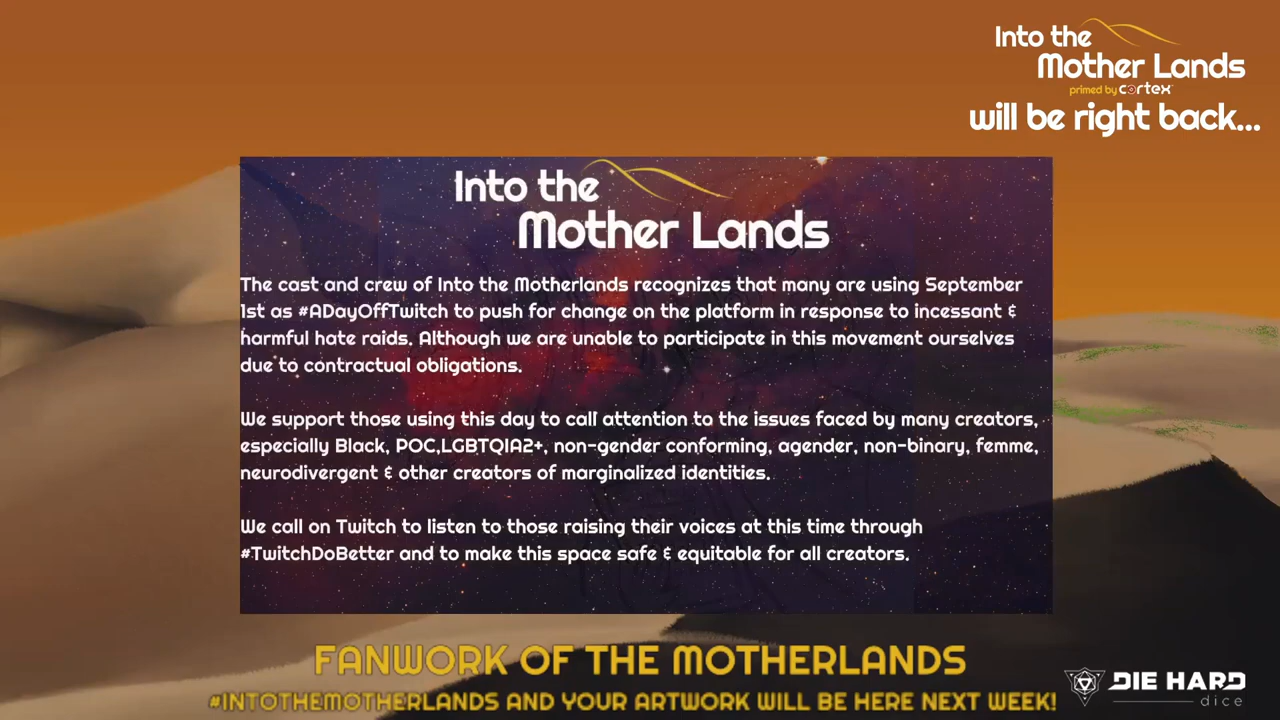 Into the
Mother Lands
primed by cortex
will be right back...
Into the
Mother Lands
The cast and crew of Into the Motherlands recognizes that many are using September
1st as #ADayOffTwitch to push for change on the platform in response to incessant &
harmful hate raids. Although we are unable to participate in this movement ourselves
due to contractual obligations.
We support those using this day to call attention to the issues faced by many creators,
especially Black, POC,LGBTQIA2+, non-gender conforming, agender, non-binary, femme,
neurodivergent & other creators of marginalized identities.
We call on Twitch to listen to those raising their voices at this time through
#TwitchDoBetter and to make this space safe & equitable for all creators.
FANWORK OF THE MOTHERLANDS
#INTOTHEMOTHERLANDS AND YOUR ARTWORK WILL BE HERE NEXT WEEK!
DIE HARD
dice